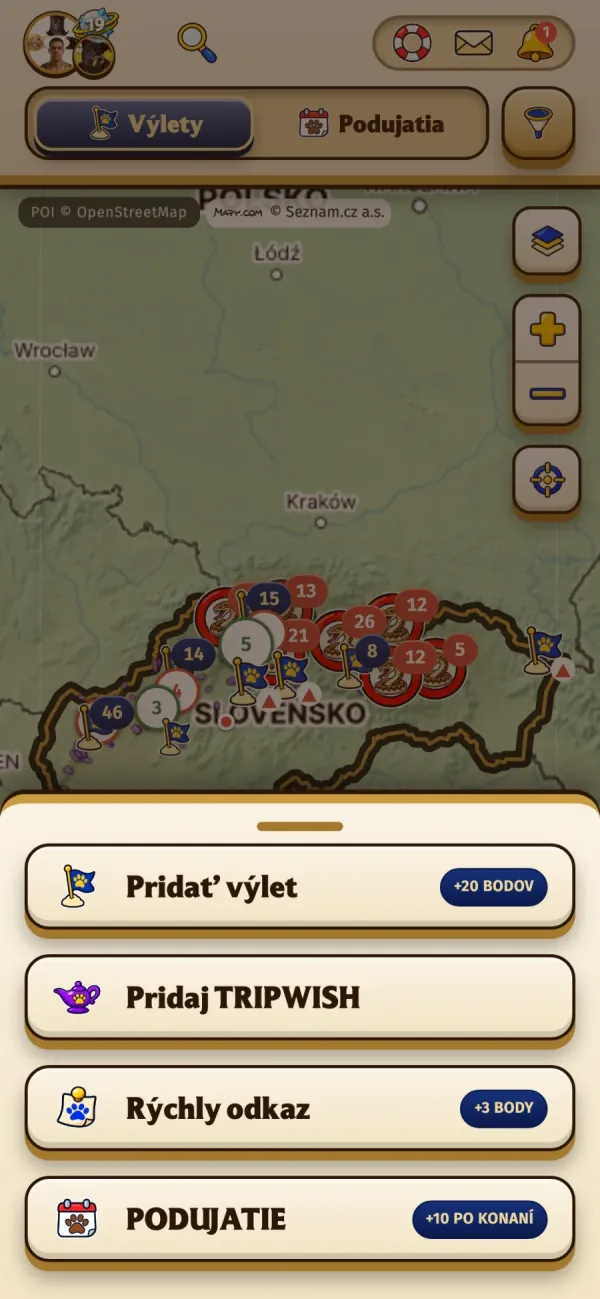 19
1
Výlety
Podujatia
POLSKO
POI © OpenStreetMap
Mapy.com © Seznam.cz a.s.
Łódź
Wrocław
Kraków
15
13
12
26
5
21
14
8
12
5
4
46
3
SLOVENSKO
EN
Pridať výlet
+20 BODOV
Pridaj TRIPWISH
Rýchly odkaz
+3 BODY
PODUJATIE
+10 PO KONANÍ